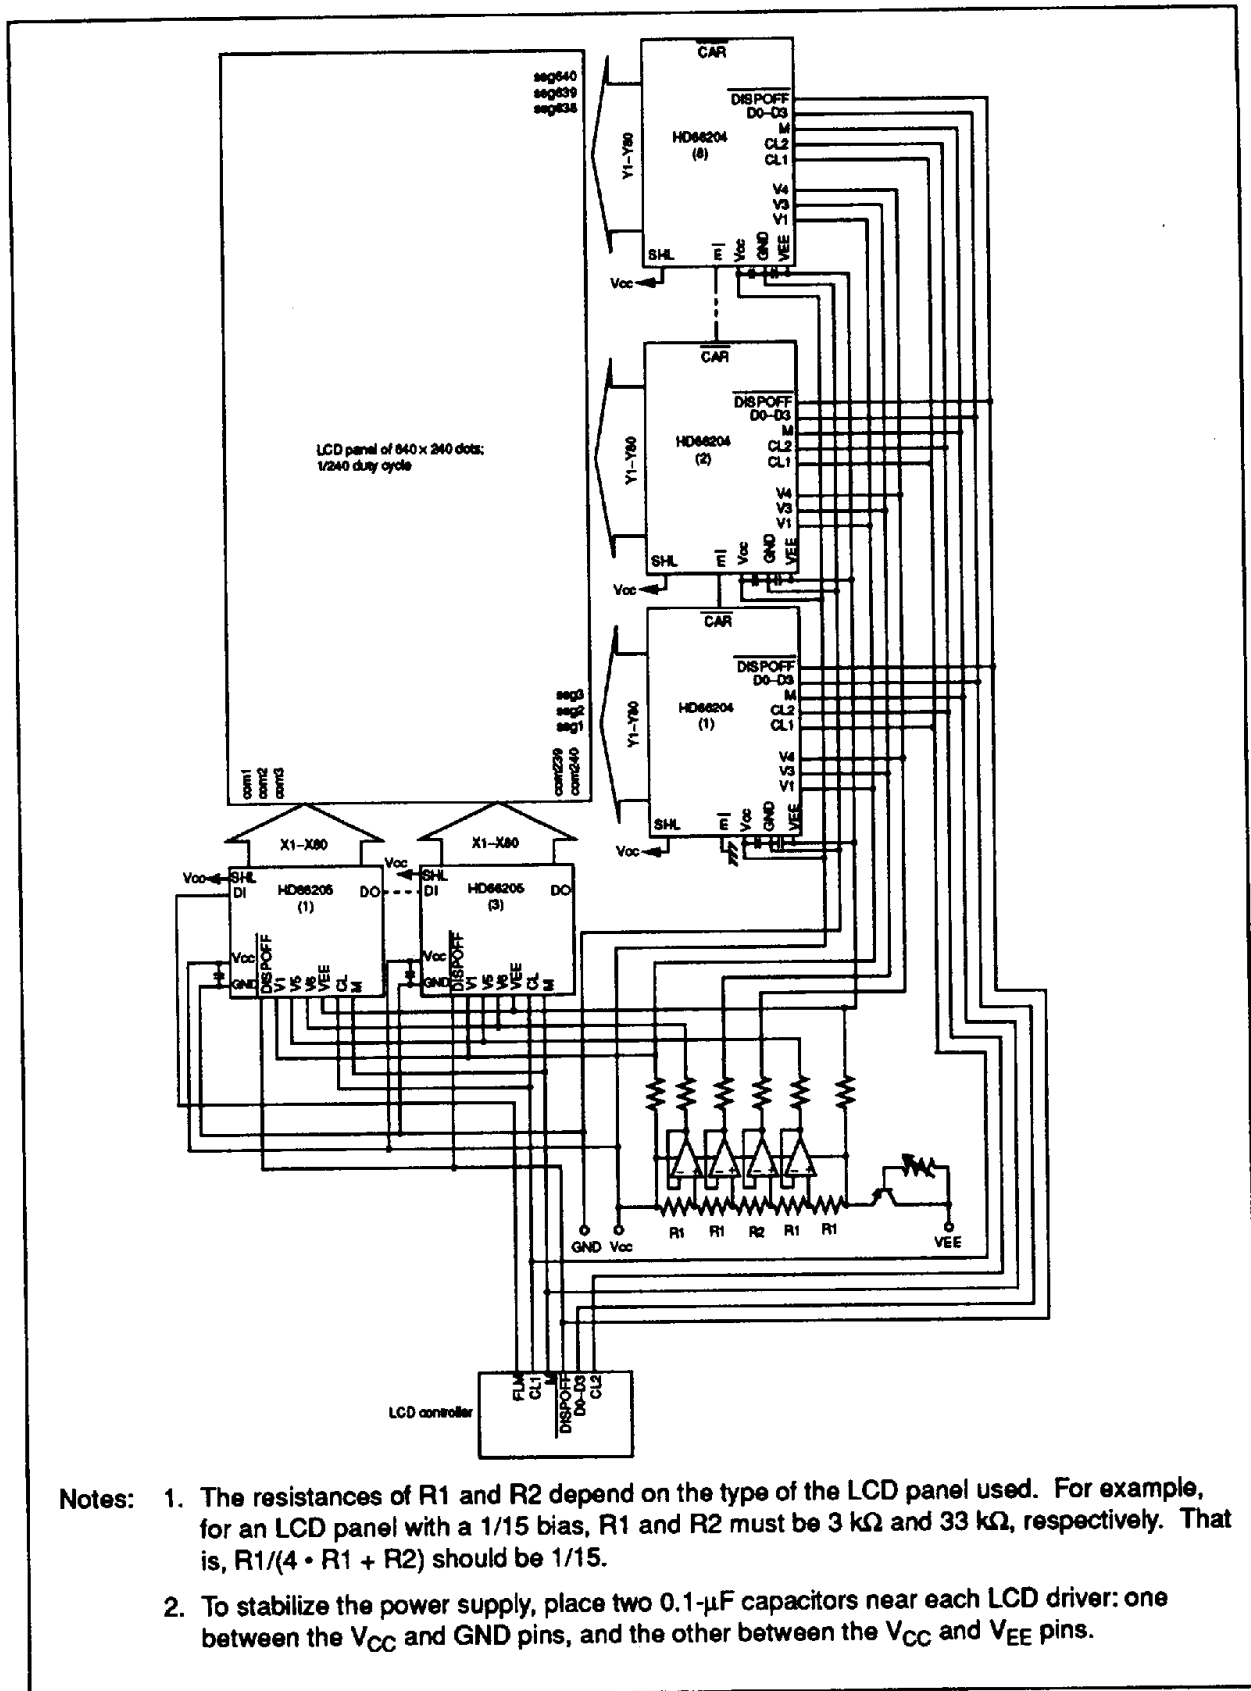 CAR
seg640
seg639
seg638
DISPOFF
D0–D3
M
CL2
CL1
HD66204
(8)
Y1–Y80
V4
V3
V1
SHL
E
Vcc
GND
VEE
Vcc
CAR
DISPOFF
D0–D3
M
CL2
CL1
HD66204
(2)
Y1–Y80
LCD panel of 640 × 240 dots;
1/240 duty cycle
V4
V3
V1
SHL
E
Vcc
GND
VEE
Vcc
CAR
DISPOFF
D0–D3
M
CL2
CL1
HD66204
(1)
Y1–Y80
seg3
seg2
seg1
V4
V3
V1
com1
com2
com3
com239
com240
SHL
E
Vcc
GND
VEE
Vcc
X1–X80
X1–X80
Vcc
SHL
DI
HD66205
(1)
DO
Vcc
SHL
DI
HD66205
(3)
DO
Vcc
GND
DISPOFF
V1
V5
V6
VEE
CL
M
Vcc
GND
DISPOFF
V1
V5
V6
VEE
CL
M
– +
– +
– +
– +
R1
R1
R2
R1
R1
GND
Vcc
VEE
FLM
CL1
M
DISPOFF
D0–D3
CL2
LCD controller
Notes: 1. The resistances of R1 and R2 depend on the type of the LCD panel used. For example,
for an LCD panel with a 1/15 bias, R1 and R2 must be 3 kΩ and 33 kΩ, respectively. That
is, R1/(4 • R1 + R2) should be 1/15.
2. To stabilize the power supply, place two 0.1-μF capacitors near each LCD driver: one
between the VCC and GND pins, and the other between the VCC and VEE pins.